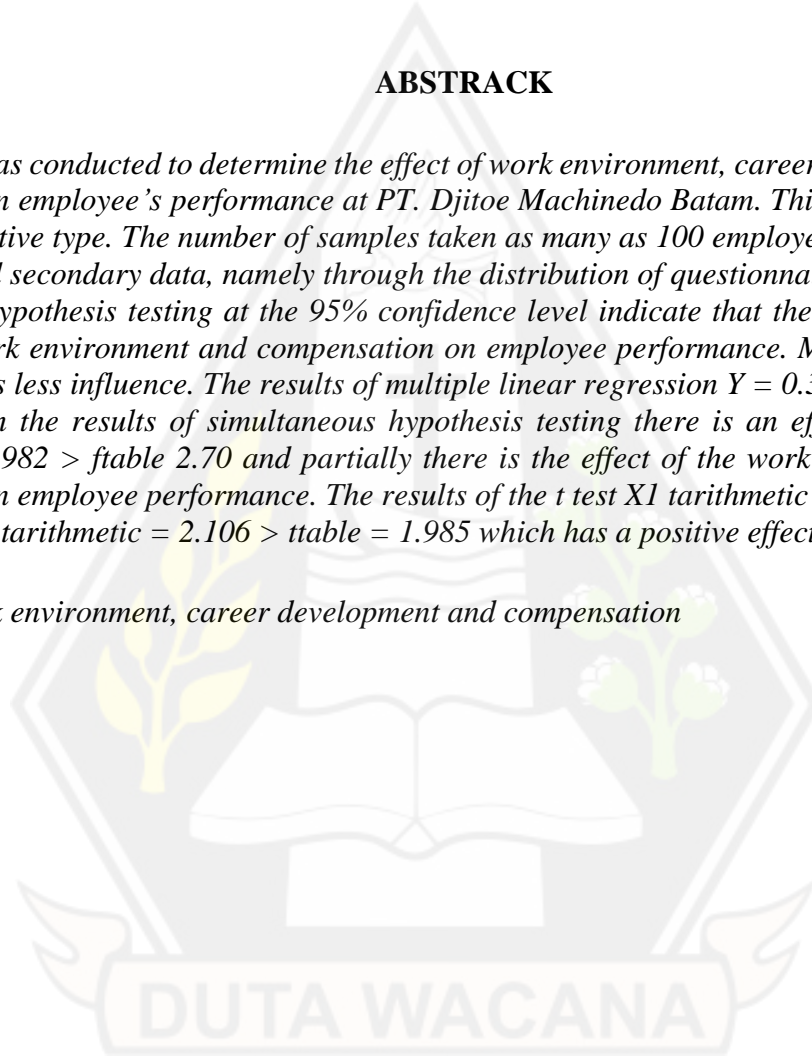 ABSTRACK
as conducted to determine the effect of work environment, career
n employee’s performance at PT. Djitoe Machinedo Batam. Thi
tive type. The number of samples taken as many as 100 employe
l secondary data, namely through the distribution of questionna
ypothesis testing at the 95% confidence level indicate that the
rk environment and compensation on employee performance. M
s less influence. The results of multiple linear regression Y = 0.3
n the results of simultaneous hypothesis testing there is an eff
982 > ftable 2.70 and partially there is the effect of the work
n employee performance. The results of the t test X1 tarithmetic
tarithmetic = 2.106 > ttable = 1.985 which has a positive effect
k environment, career development and compensation
DUTA WACANA